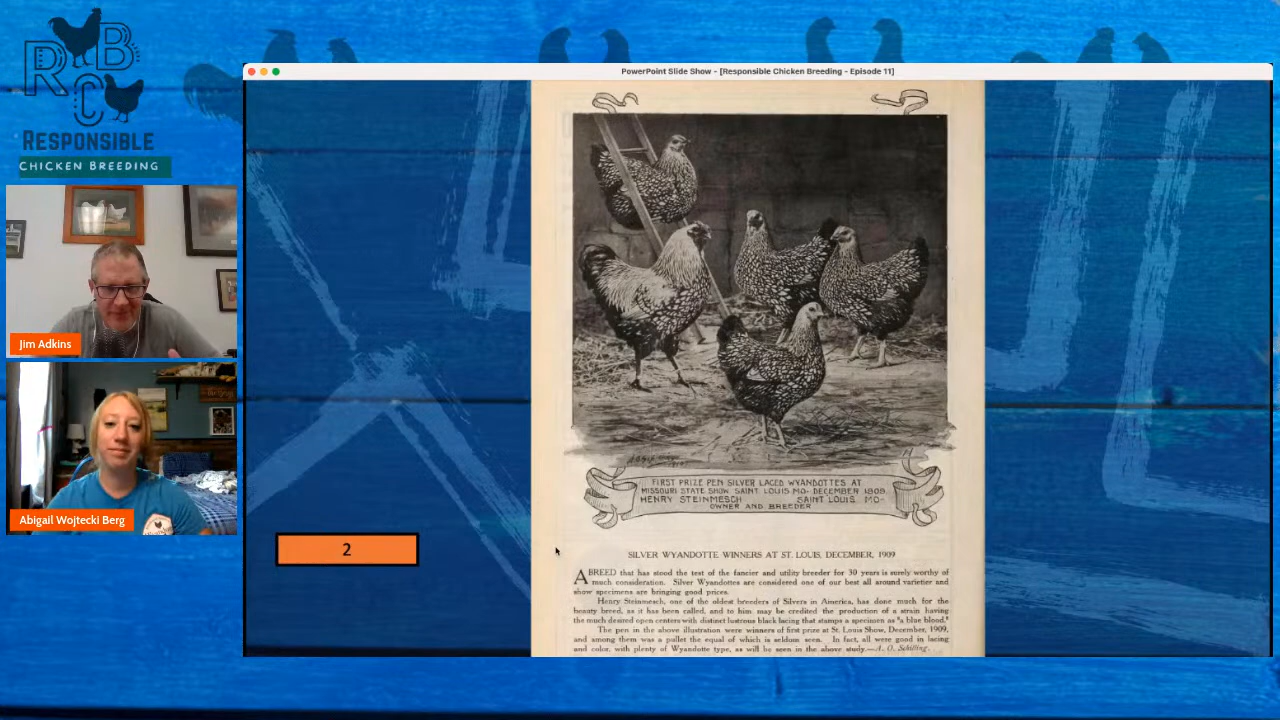 R B C
RESPONSIBLE
CHICKEN BREEDING
PowerPoint Slide Show - [Responsible Chicken Breeding - Episode 11]
Jim Adkins
Abigail Wojtecki Berg
2
FIRST PRIZE PEN SILVER LACED WYANDOTTES AT
MISSOURI STATE SHOW SAINT LOUIS MO- DECEMBER 1909.
HENRY STEINMESCH SAINT LOUIS MO-
OWNER AND BREEDER
SILVER WYANDOTTE WINNERS AT ST. LOUIS, DECEMBER, 1909
A BREED that has stood the test of the fancier and utility breeder for 30 years is surely worthy of
much consideration. Silver Wyandottes are considered one of our best all around varietier and
show specimens are bringing good prices.
Henry Steinmesch, one of the oldest breeders of Silvers in America, has done much for the
beauty breed, as it has been called, and to him may be credited the production of a strain having
the much desired open centers with distinct lustrous black lacing that stamps a specimen as "a blue blood."
The pen in the above illustration were winners of first prize at St. Louis Show, December, 1909,
and among them was a pullet the equal of which is seldom seen. In fact, all were good in lacing
and color, with plenty of Wyandotte type, as will be seen in the above study.—A. O. Schilling.